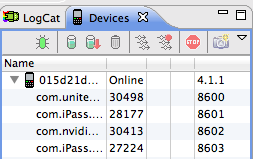 LogCat Devices
Name
015d21d... Online 4.1.1
com.unite... 30498 8600
com.iPass.... 28177 8601
com.nvidi... 30413 8602
com.iPass.... 27224 8603